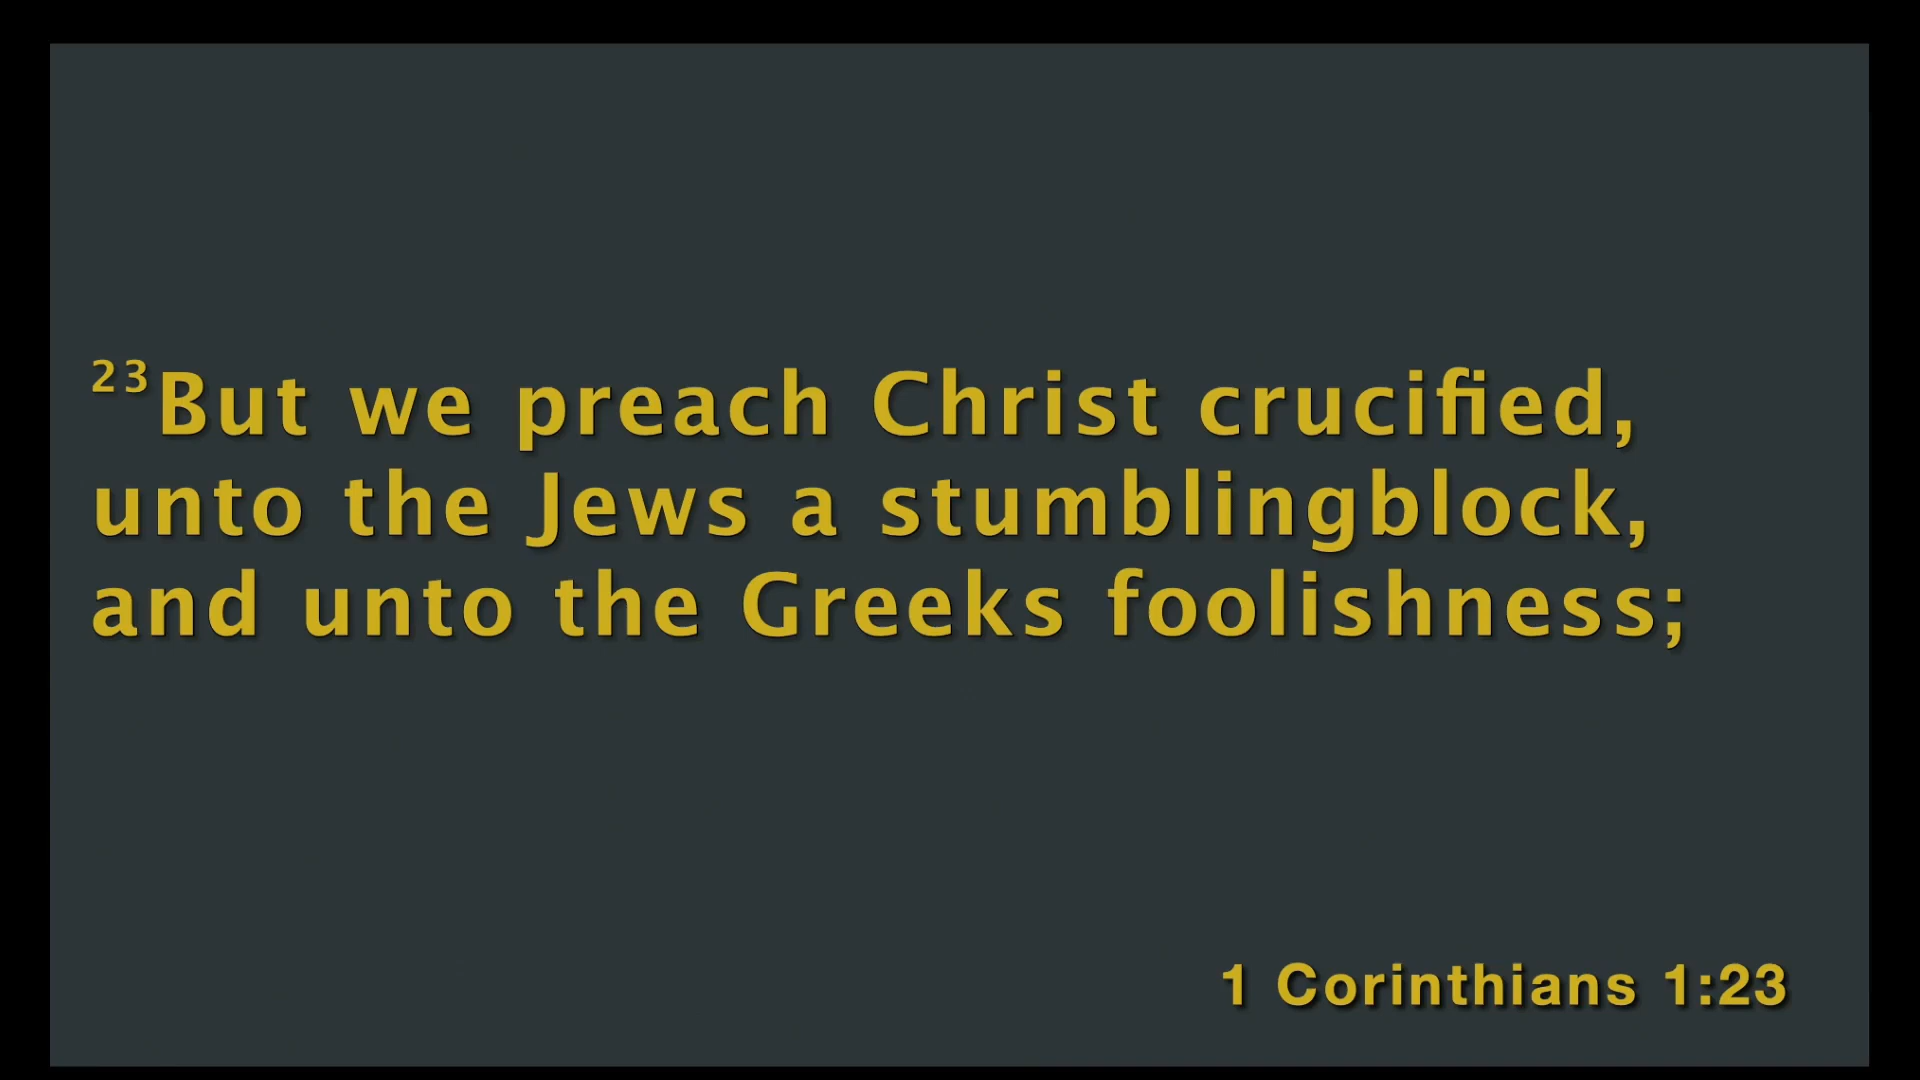 23But we preach Christ crucified,
unto the Jews a stumblingblock,
and unto the Greeks foolishness;
1 Corinthians 1:23